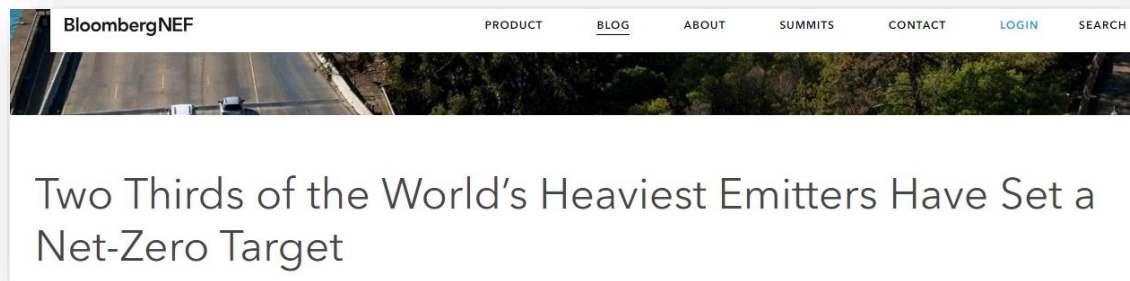 BloombergNEF PRODUCT BLOG ABOUT SUMMITS CONTACT LOGIN SEARCH
Two Thirds of the World's Heaviest Emitters Have Set a
Net-Zero Target